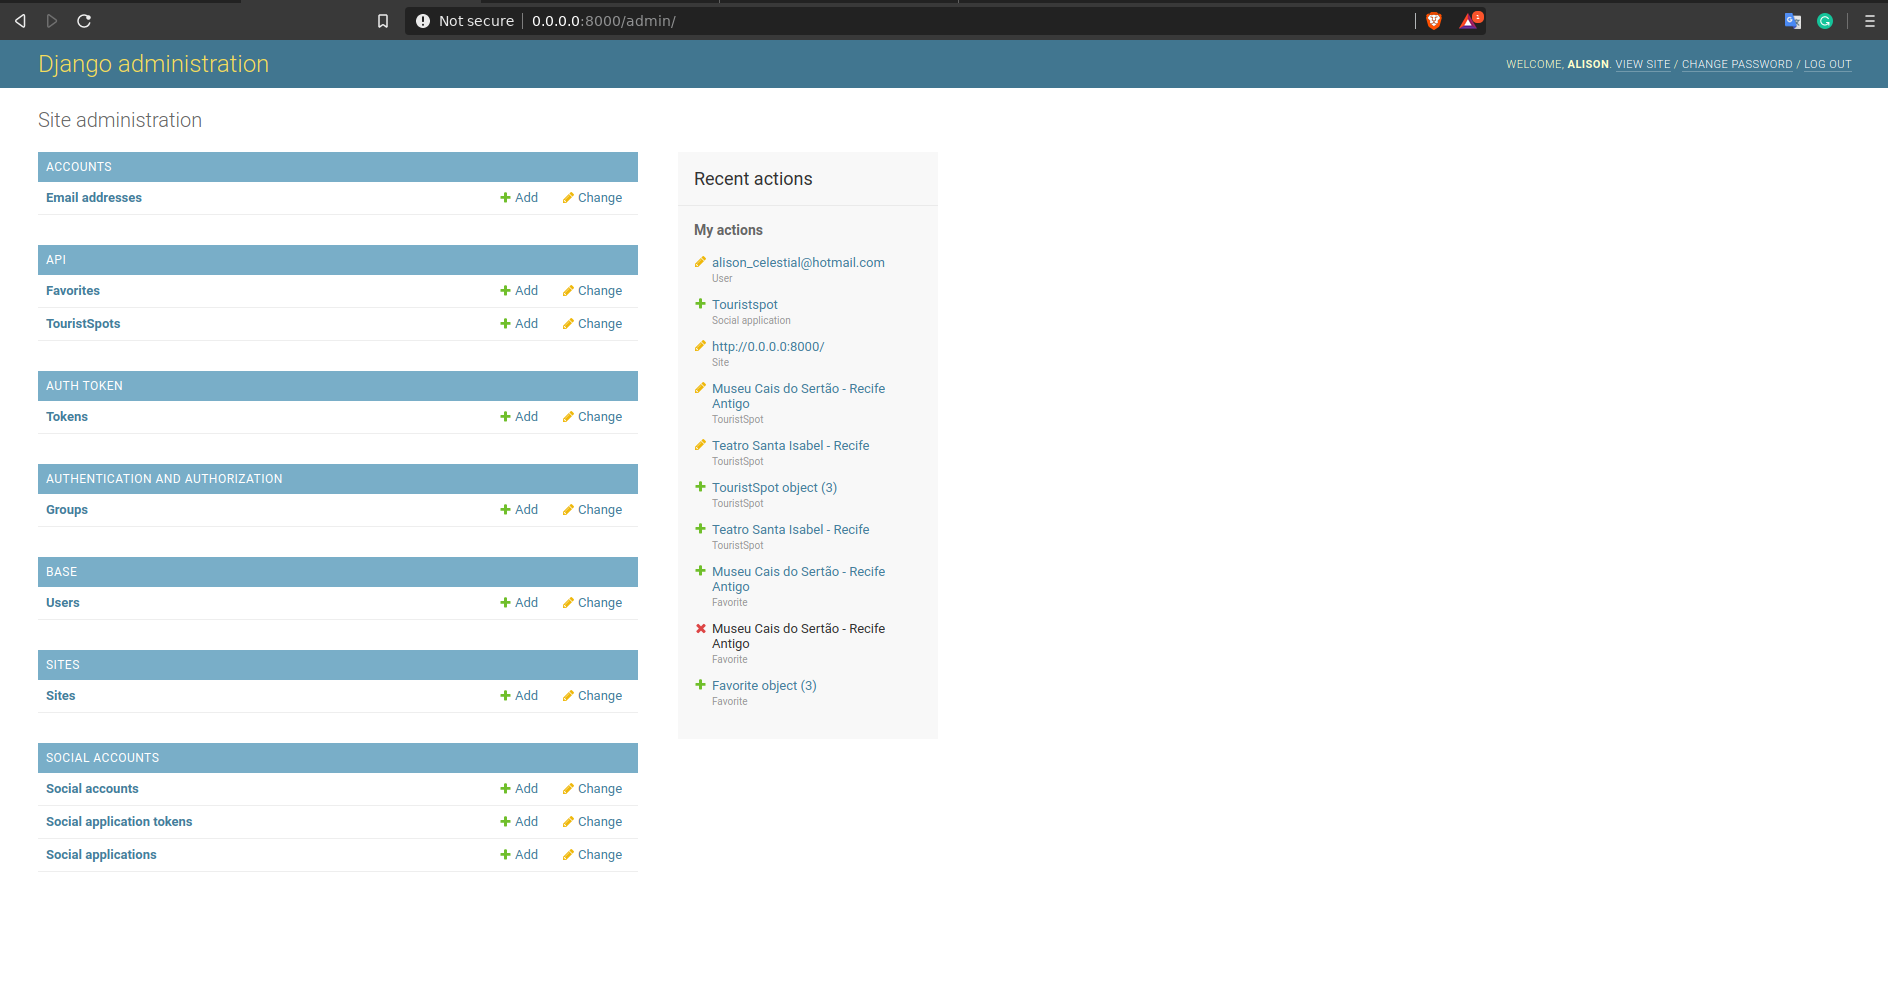 Not secure 0.0.0.0:8000/admin/ 1
Django administration
WELCOME, ALISON. VIEW SITE / CHANGE PASSWORD / LOG OUT
Site administration
ACCOUNTS
Email addresses Add Change
API
Favorites Add Change
TouristSpots Add Change
AUTH TOKEN
Tokens Add Change
AUTHENTICATION AND AUTHORIZATION
Groups Add Change
BASE
Users Add Change
SITES
Sites Add Change
SOCIAL ACCOUNTS
Social accounts Add Change
Social application tokens Add Change
Social applications Add Change
Recent actions
My actions
alison_celestial@hotmail.com
User
Touristspot
Social application
http://0.0.0.0:8000/
Site
Museu Cais do Sertão - Recife
Antigo
TouristSpot
Teatro Santa Isabel - Recife
TouristSpot
TouristSpot object (3)
TouristSpot
Teatro Santa Isabel - Recife
TouristSpot
Museu Cais do Sertão - Recife
Antigo
Favorite
Museu Cais do Sertão - Recife
Antigo
Favorite
Favorite object (3)
Favorite